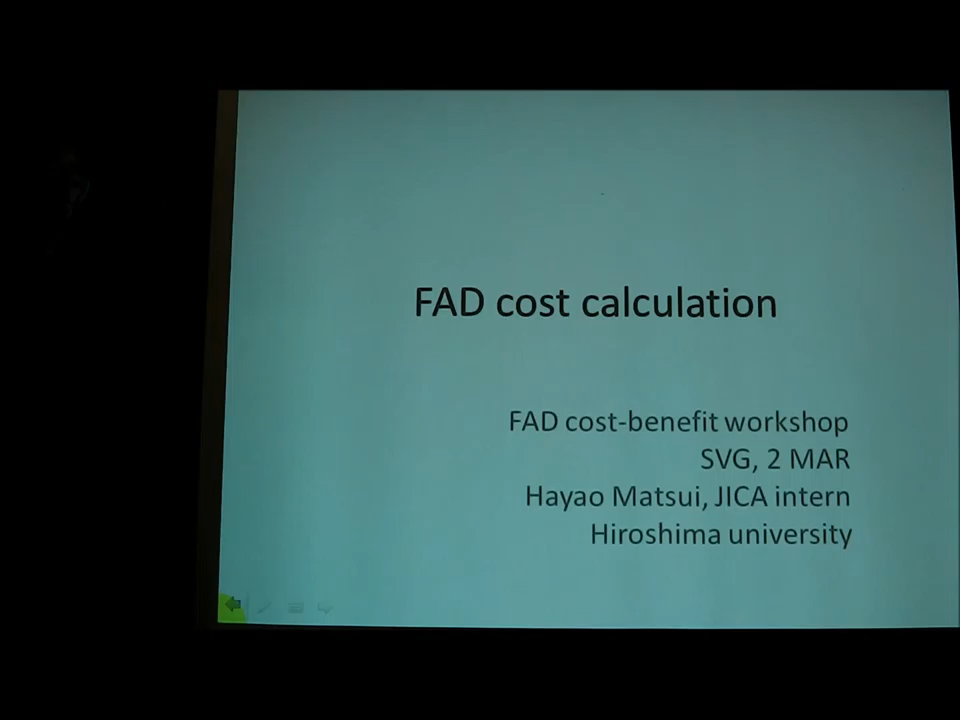 FAD cost calculation
FAD cost-benefit workshop
SVG, 2 MAR
Hayao Matsui, JICA intern
Hiroshima university